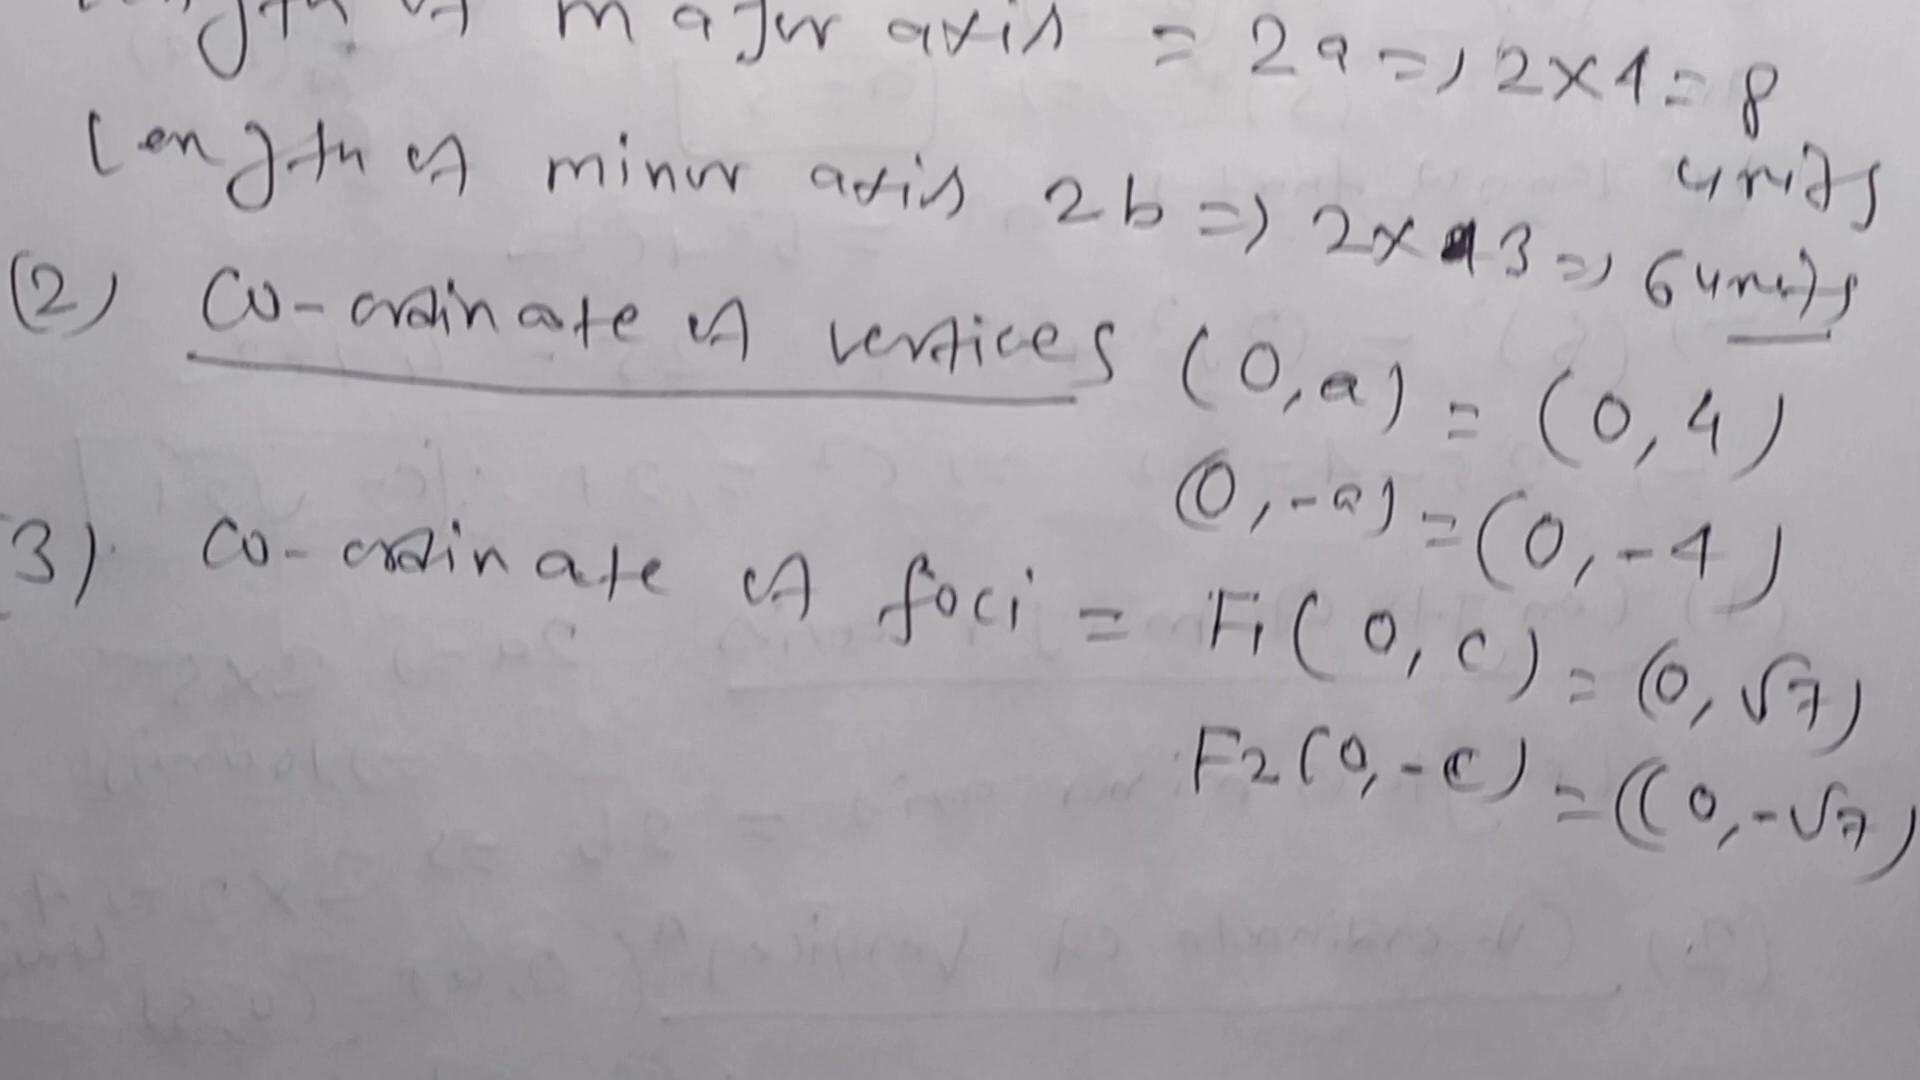 length of major axis = 2a => 2×4 = 8 units
length of minor axis 2b => 2× 3 => 6 units
(2) Co-ordinate of vertices (0, a) = (0, 4)
(0, -a) = (0, -4)
3) Co-ordinate of foci = F1 ( 0, c) = (0, √7)
F2 (0, -c) = ((0, -√7)